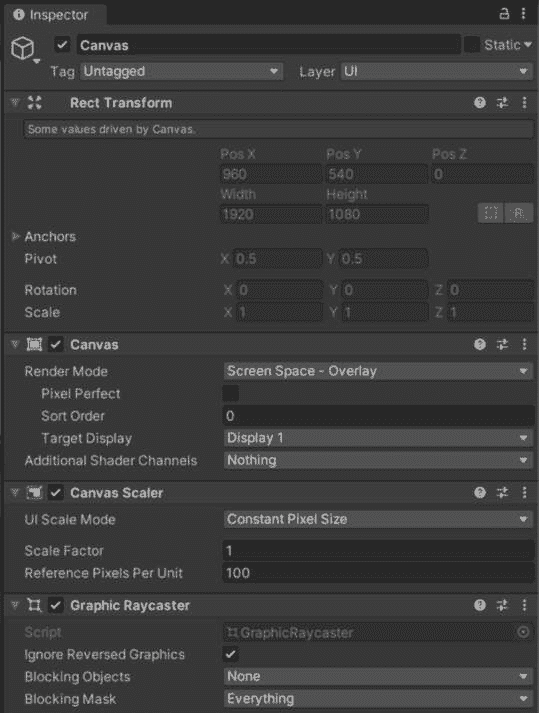 Inspector
Canvas
Static
Tag Untagged Layer UI
Rect Transform
Some values driven by Canvas.
Pos X Pos Y Pos Z
960 540 0
Width Height
1920 1080
R
Anchors
Pivot X 0.5 Y 0.5
Rotation X 0 Y 0 Z 0
Scale X 1 Y 1 Z 1
Canvas
Render Mode Screen Space - Overlay
Pixel Perfect
Sort Order 0
Target Display Display 1
Additional Shader Channels Nothing
Canvas Scaler
UI Scale Mode Constant Pixel Size
Scale Factor 1
Reference Pixels Per Unit 100
Graphic Raycaster
Script GraphicRaycaster
Ignore Reversed Graphics
Blocking Objects None
Blocking Mask Everything